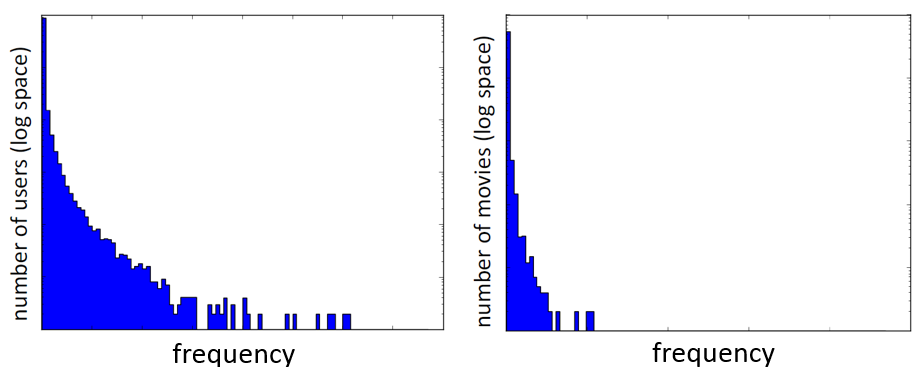 number of users (log space)
frequency
number of movies (log space)
frequency